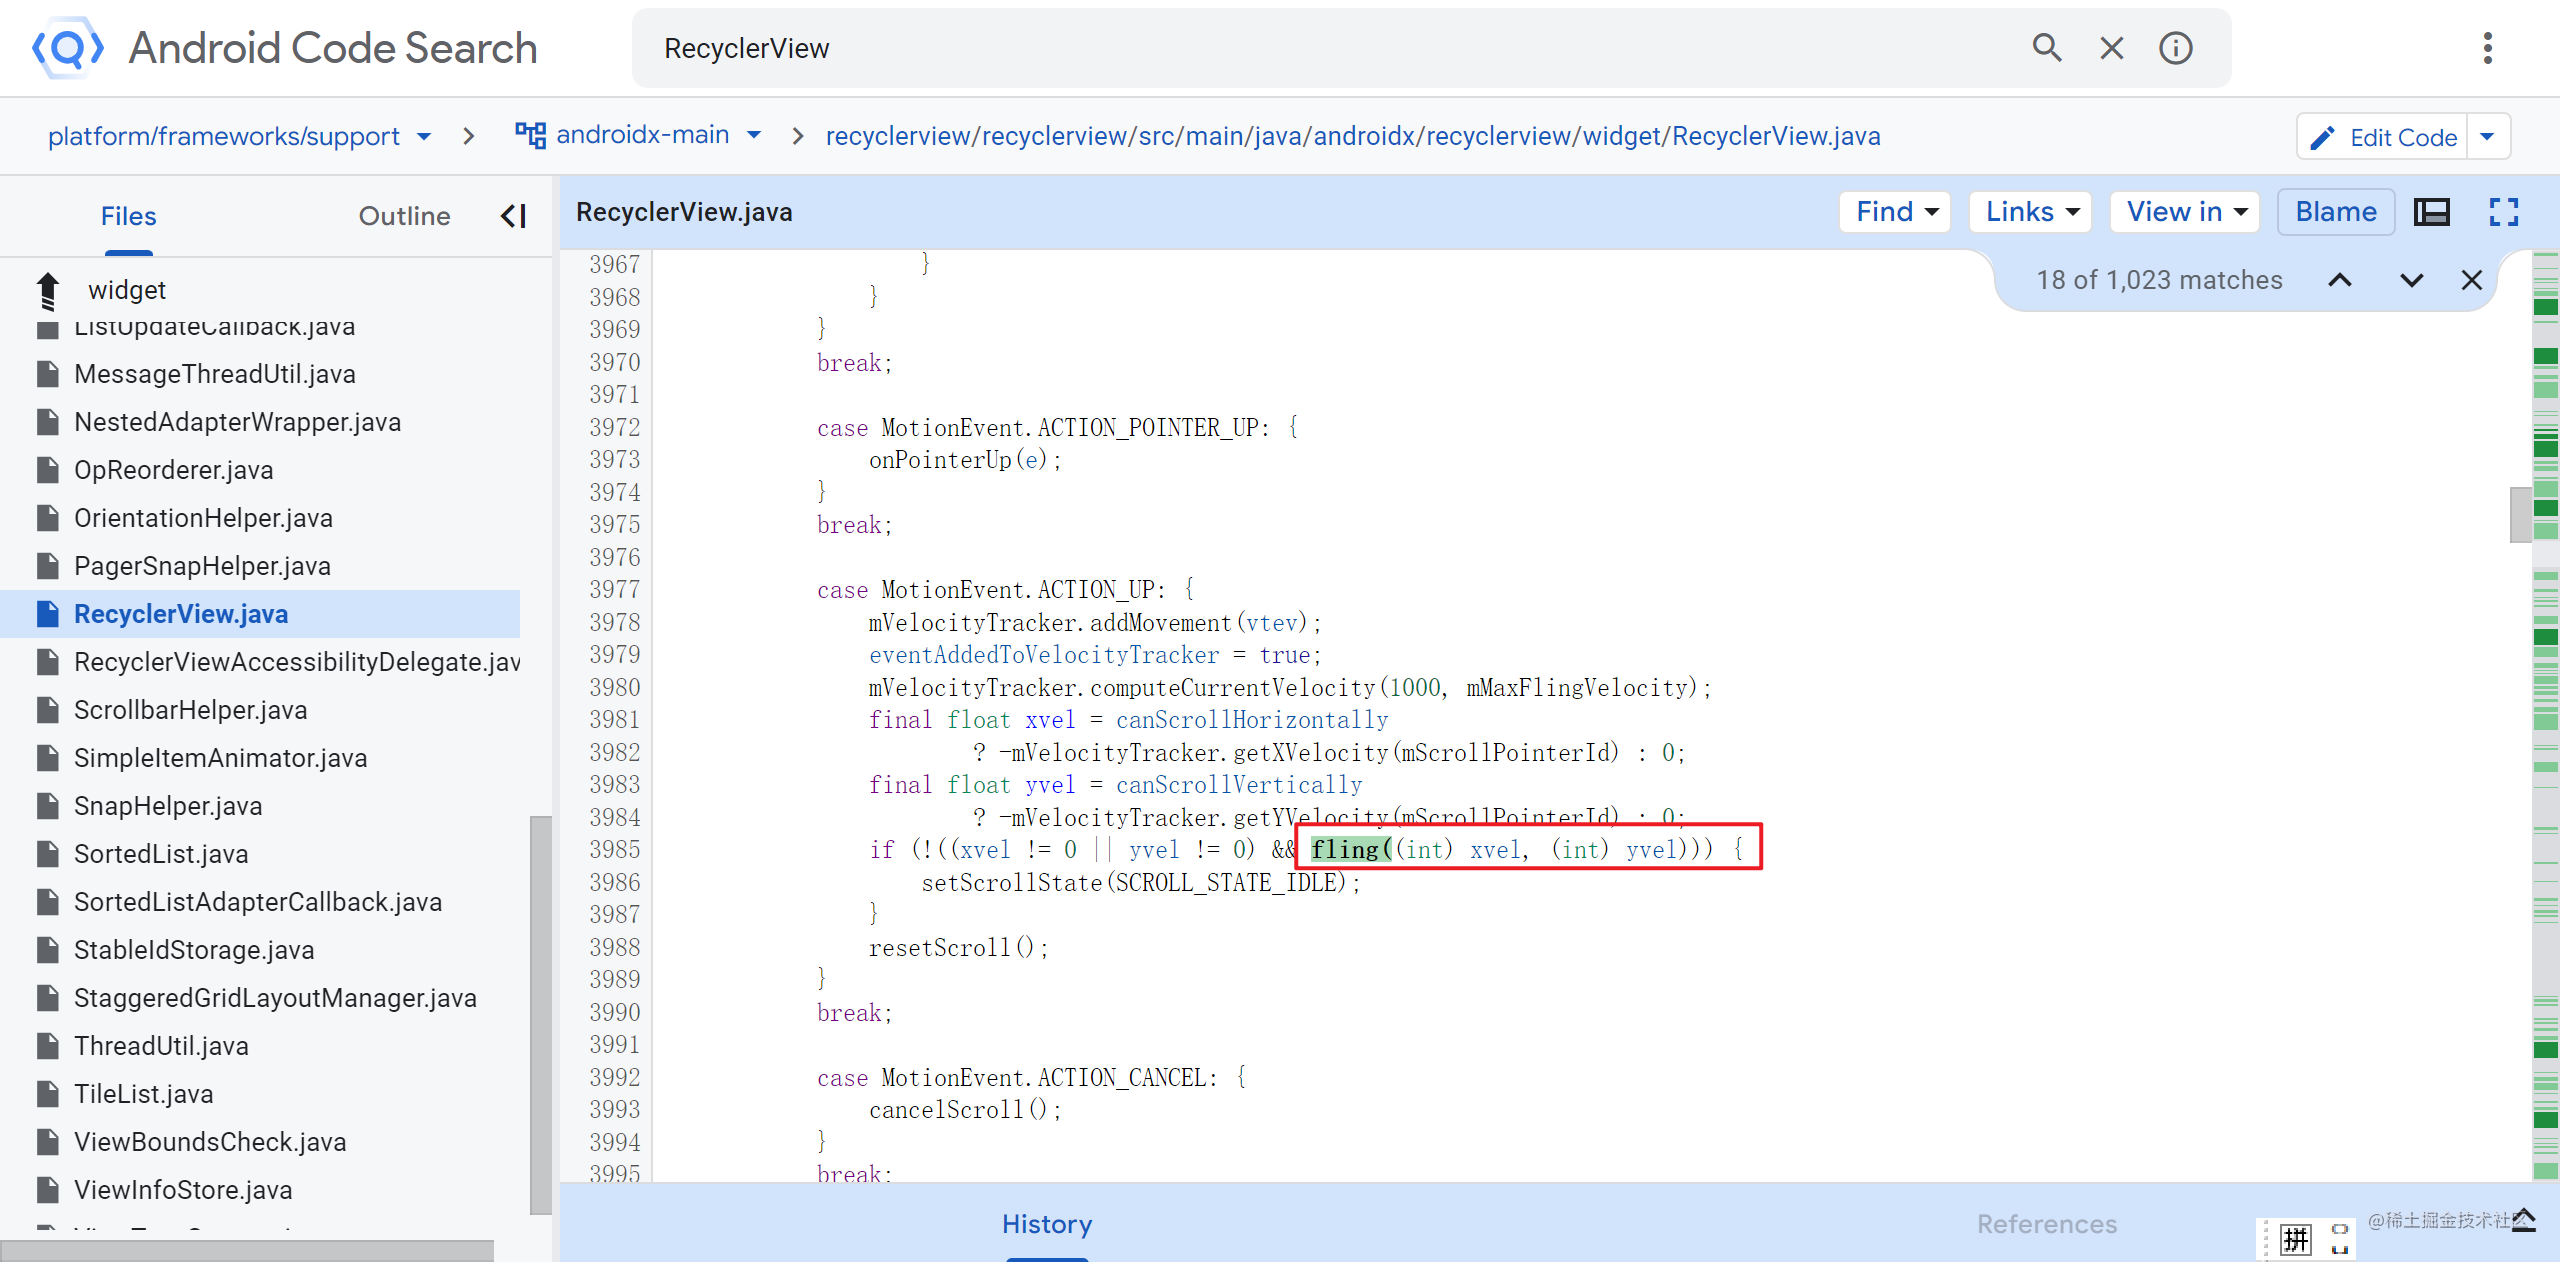 Android Code Search
RecyclerView
platform/frameworks/support
androidx-main
recyclerview/recyclerview/src/main/java/androidx/recyclerview/widget/RecyclerView.java
Edit Code
Files
Outline
RecyclerView.java
Find
Links
View in
Blame
18 of 1,023 matches
widget
ListUpdateCallback.java
MessageThreadUtil.java
NestedAdapterWrapper.java
OpReorderer.java
OrientationHelper.java
PagerSnapHelper.java
RecyclerView.java
RecyclerViewAccessibilityDelegate.jav
ScrollbarHelper.java
SimpleItemAnimator.java
SnapHelper.java
SortedList.java
SortedListAdapterCallback.java
StableIdStorage.java
StaggeredGridLayoutManager.java
ThreadUtil.java
TileList.java
ViewBoundsCheck.java
ViewInfoStore.java
3967 }
3968 }
3969 }
3970 break;
3971
3972 case MotionEvent.ACTION_POINTER_UP: {
3973 onPointerUp(e);
3974 }
3975 break;
3976
3977 case MotionEvent.ACTION_UP: {
3978 mVelocityTracker.addMovement(vtev);
3979 eventAddedToVelocityTracker = true;
3980 mVelocityTracker.computeCurrentVelocity(1000, mMaxFlingVelocity);
3981 final float xvel = canScrollHorizontally
3982 ? -mVelocityTracker.getXVelocity(mScrollPointerId) : 0;
3983 final float yvel = canScrollVertically
3984 ? -mVelocityTracker.getYVelocity(mScrollPointerId) : 0;
3985 if (!((xvel != 0 || yvel != 0) && fling((int) xvel, (int) yvel))) {
3986 setScrollState(SCROLL_STATE_IDLE);
3987 }
3988 resetScroll();
3989 }
3990 break;
3991
3992 case MotionEvent.ACTION_CANCEL: {
3993 cancelScroll();
3994 }
3995 break;
History
References
拼
@稀土掘金技术社区